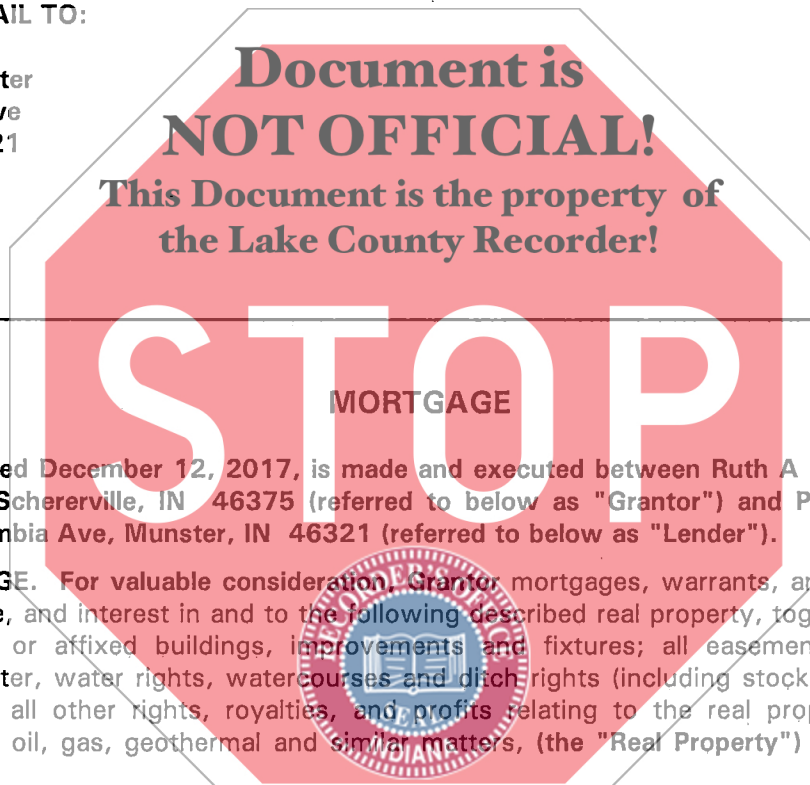 AIL TO:
ter
ve
21
Document is
NOT OFFICIAL!
This Document is the property of
the Lake County Recorder!
STOP
MORTGAGE
ed December 12, 2017, is made and executed between Ruth A
Schererville, IN 46375 (referred to below as "Grantor") and P
mbia Ave, Munster, IN 46321 (referred to below as "Lender").
GE. For valuable consideration, Grantor mortgages, warrants, a
e, and interest in and to the following described real property, tog
or affixed buildings, improvements and fixtures; all easemen
ter, water rights, watercourses and ditch rights (including stock
all other rights, royalties, and profits relating to the real prop
oil, gas, geothermal and similar matters, (the "Real Property")
RECORDER'S OFFICE
SEAL
INDIANA